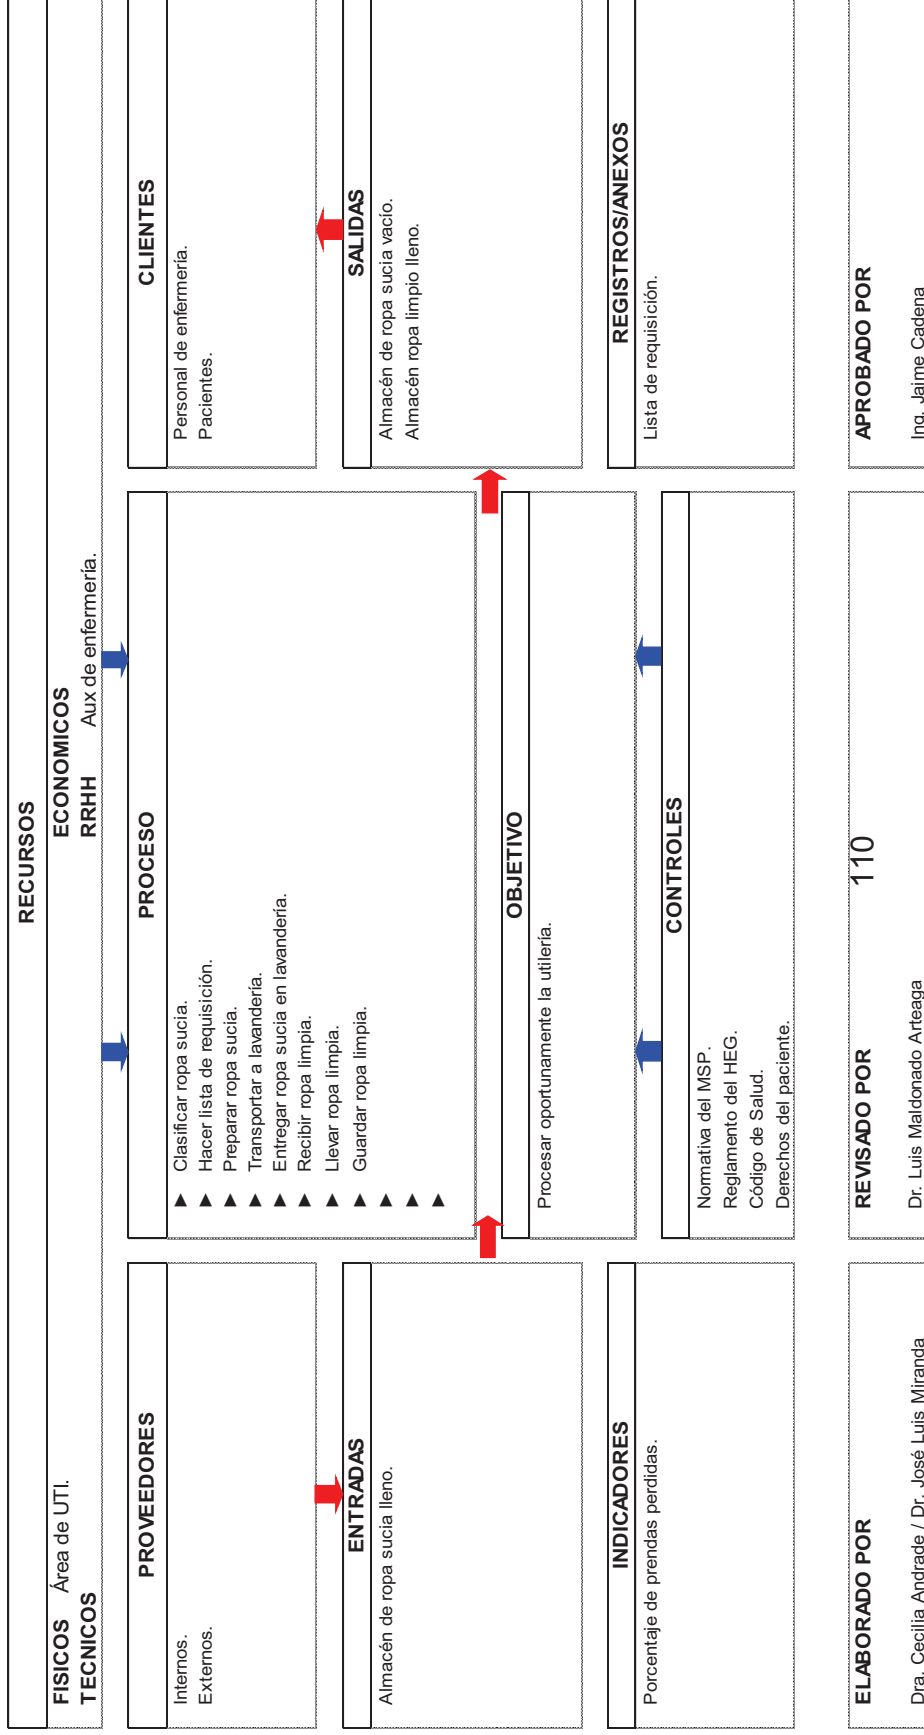 RECURSOS
FISICOS Área de UTI.
ECONOMICOS
TECNICOS
RRHH Aux de enfermería.
PROVEEDORES
Internos.
Externos.
PROCESO
▲ Clasificar ropa sucia.
▲ Hacer lista de requisición.
▲ Preparar ropa sucia.
▲ Transportar a lavandería.
▲ Entregar ropa sucia en lavandería.
▲ Recibir ropa limpia.
▲ Llevar ropa limpia.
▲ Guardar ropa limpia.
▲
▲
▲
CLIENTES
Personal de enfermería.
Pacientes.
ENTRADAS
Almacén de ropa sucia lleno.
SALIDAS
Almacén de ropa sucia vacío.
Almacén ropa limpio lleno.
OBJETIVO
Procesar oportunamente la utilería.
INDICADORES
Porcentaje de prendas perdidas.
CONTROLES
Normativa del MSP.
Reglamento del HEG.
Código de Salud.
Derechos del paciente.
REGISTROS/ANEXOS
Lista de requisición.
ELABORADO POR
Dra. Cecilia Andrade / Dr. José Luis Miranda
REVISADO POR
Dr. Luis Maldonado Arteaga
APROBADO POR
Ing. Jaime Cadena
110